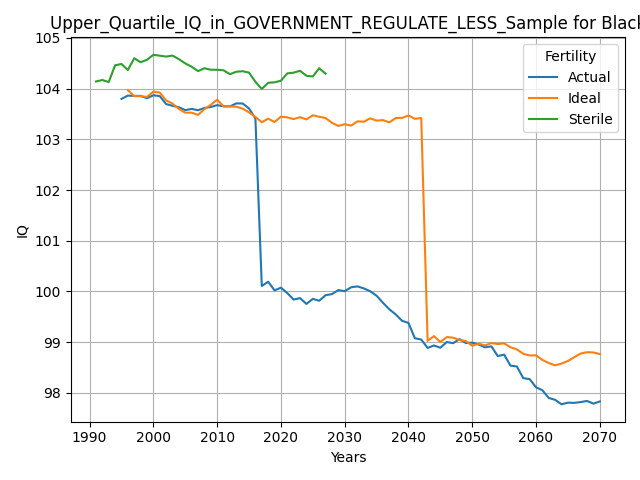 Upper_Quartile_IQ_in_GOVERNMENT_REGULATE_LESS_Sample for Black
105
104
103
102
101
100
99
98
IQ
Fertility
Actual
Ideal
Sterile
1990
2000
2010
2020
2030
2040
2050
2060
2070
Years